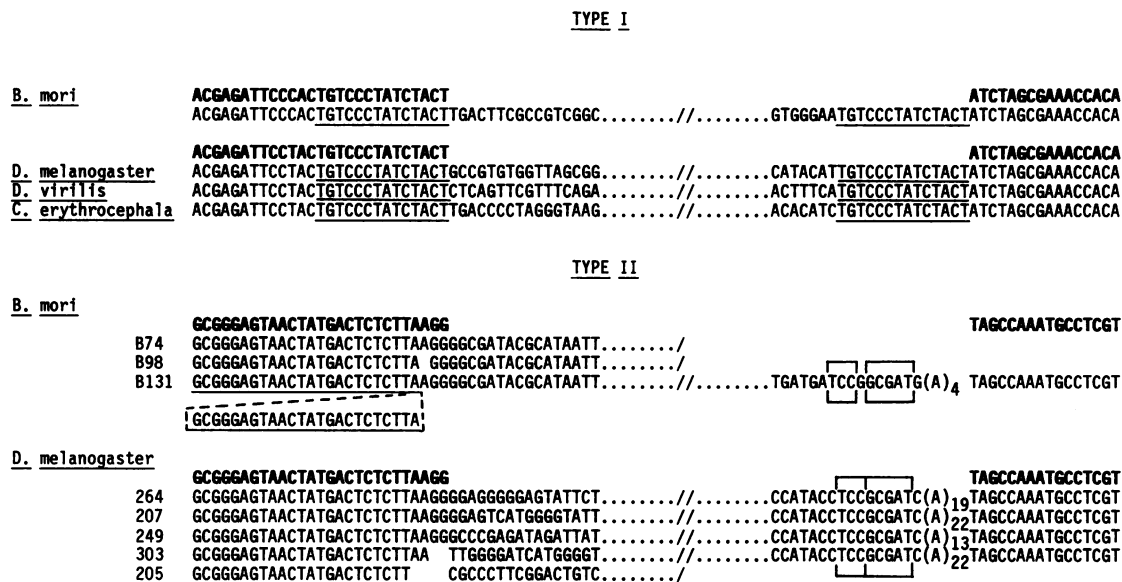 TYPE I
B. mori ACGAGATTCCCACTGTCCCTATCTACT ATCTAGCGAAACCACA
ACGAGATTCCCACTGTCCCTATCTACTTGACTTCGCCGTCGGC........//........GTGGGAATGTCCCTATCTACTATCTAGCGAAACCACA
ACGAGATTCCTACTGTCCCTATCTACT ATCTAGCGAAACCACA
D. melanogaster ACGAGATTCCTACTGTCCCTATCTACTGCCGTGTGGTTAGCGG........//........CATACATTGTCCCTATCTACTATCTAGCGAAACCACA
D. virilis ACGAGATTCCTACTGTCCCTATCTACTCTCAGTTCGTTTCAGA........//........ACTTTCATGTCCCTATCTACTATCTAGCGAAACCACA
C. erythrocephala ACGAGATTCCTACTGTCCCTATCTACTTGACCCCTAGGGTAAG........//........ACACATCTGTCCCTATCTACTATCTAGCGAAACCACA
TYPE II
B. mori
GCGGGAGTAACTATGACTCTCTTAAGG TAGCCAAATGCCTCGT
B74 GCGGGAGTAACTATGACTCTCTTAAGGGGCGATACGCATAATT......../
B98 GCGGGAGTAACTATGACTCTCTTA GGGGCGATACGCATAATT......../
B131 GCGGGAGTAACTATGACTCTCTTAAGGGGCGATACGCATAATT........//........TGATGATCCGGCGATG(A)4 TAGCCAAATGCCTCGT
GCGGGAGTAACTATGACTCTCTTA
D. melanogaster
GCGGGAGTAACTATGACTCTCTTAAGG TAGCCAAATGCCTCGT
264 GCGGGAGTAACTATGACTCTCTTAAGGGGAGGGGGAGTATTCT........//........CCATACCTCCGCGATC(A)19TAGCCAAATGCCTCGT
207 GCGGGAGTAACTATGACTCTCTTAAGGGGAGTCATGGGGTATT........//........CCATACCTCCGCGATC(A)22TAGCCAAATGCCTCGT
249 GCGGGAGTAACTATGACTCTCTTAAGGGCCCGAGATAGATTAT........//........CCATACCTCCGCGATC(A)13TAGCCAAATGCCTCGT
303 GCGGGAGTAACTATGACTCTCTTAA TTGGGGATCATGGGGT........//........CCATACCTCCGCGATC(A)22TAGCCAAATGCCTCGT
205 GCGGGAGTAACTATGACTCTCTT CGCCCTTCGGACTGTC......../